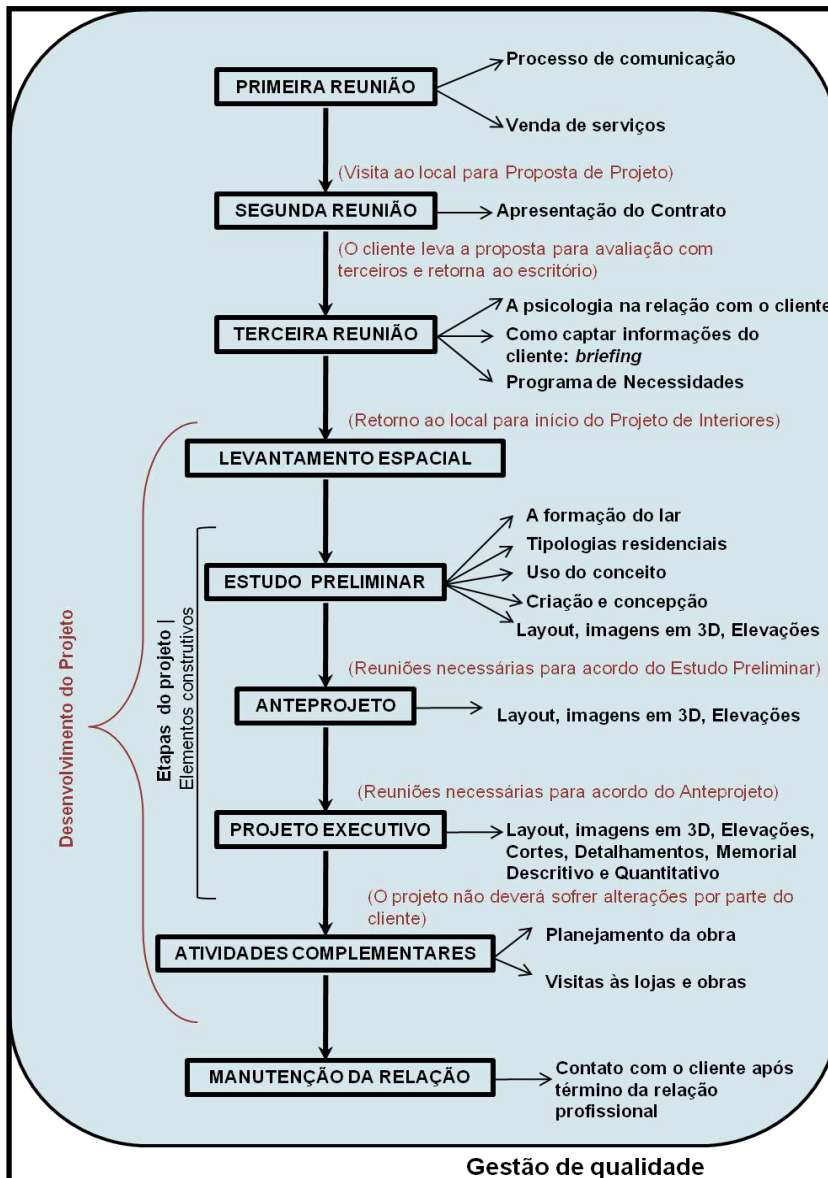 Processo de comunicação
PRIMEIRA REUNIÃO
Venda de serviços
(Visita ao local para Proposta de Projeto)
SEGUNDA REUNIÃO
Apresentação do Contrato
(O cliente leva a proposta para avaliação com
terceiros e retorna ao escritório)
A psicologia na relação com o cliente
TERCEIRA REUNIÃO
Como captar informações do
cliente: briefing
Programa de Necessidades
(Retorno ao local para início do Projeto de Interiores)
LEVANTAMENTO ESPACIAL
A formação do lar
Tipologias residenciais
ESTUDO PRELIMINAR
Uso do conceito
Criação e concepção
Layout, imagens em 3D, Elevações
(Reuniões necessárias para acordo do Estudo Preliminar)
ANTEPROJETO
Layout, imagens em 3D, Elevações
(Reuniões necessárias para acordo do Anteprojeto)
PROJETO EXECUTIVO
Layout, imagens em 3D, Elevações,
Cortes, Detalhamentos, Memorial
Descritivo e Quantitativo
(O projeto não deverá sofrer alterações por parte do
cliente)
ATIVIDADES COMPLEMENTARES
Planejamento da obra
Visitas às lojas e obras
MANUTENÇÃO DA RELAÇÃO
Contato com o cliente após
término da relação
profissional
Desenvolvimento do Projeto
Etapas do projeto |
Elementos construtivos
Gestão de qualidade